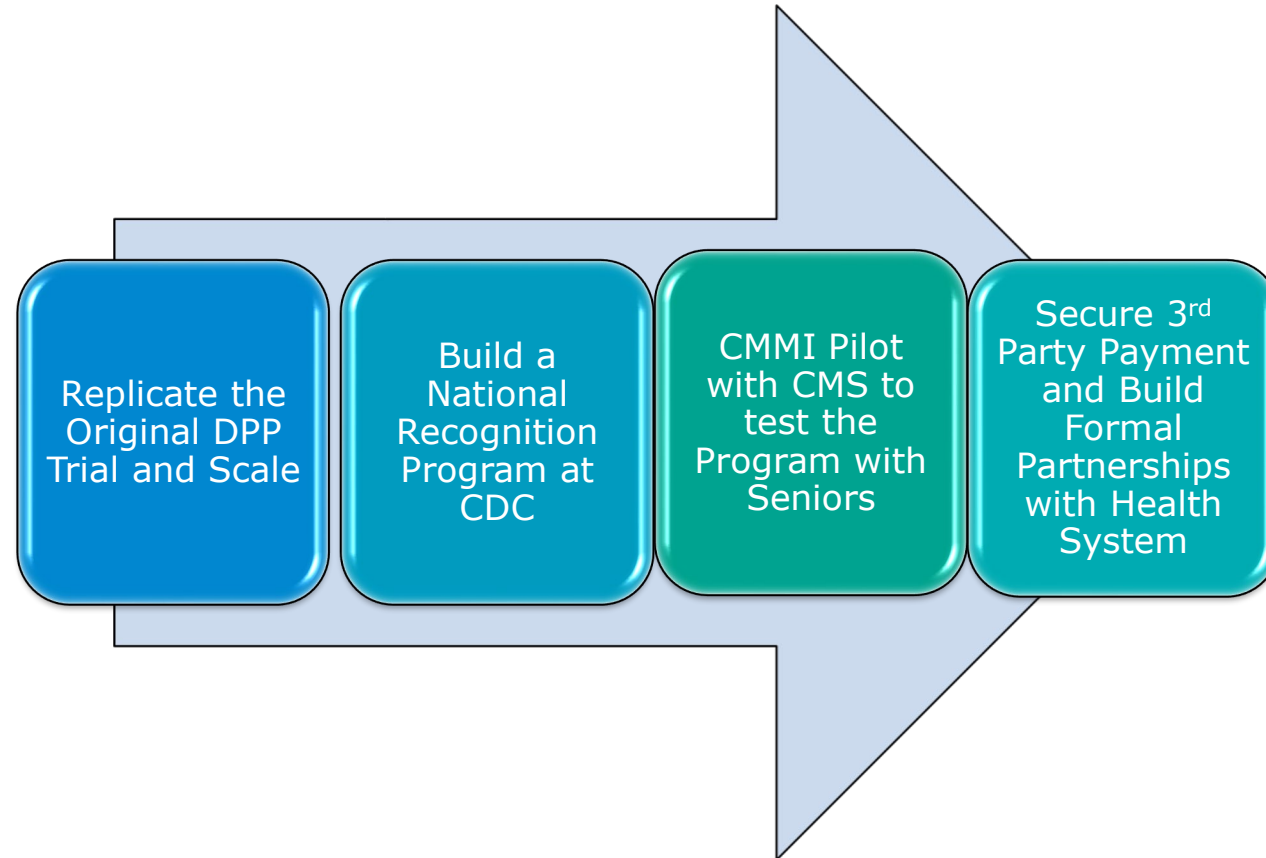 Replicate the
Original DPP
Trial and Scale
Build a
National
Recognition
Program at
CDC
CMMI Pilot
with CMS to
test the
Program with
Seniors
Secure 3rd
Party Payment
and Build
Formal
Partnerships
with Health
System